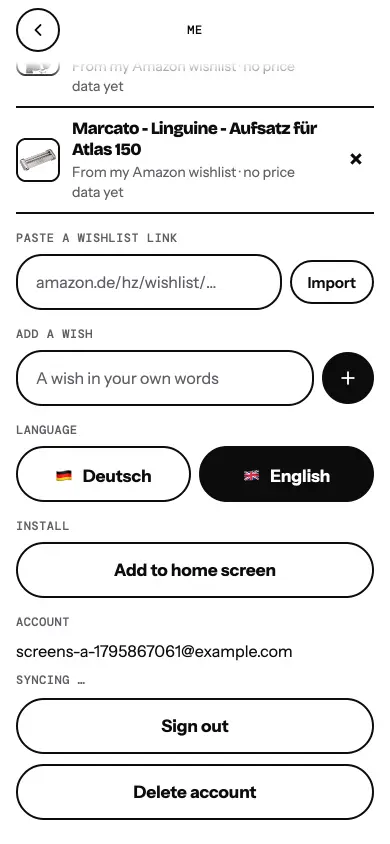 ME
From my Amazon wishlist · no price
data yet
Marcato - Linguine - Aufsatz für
Atlas 150
From my Amazon wishlist · no price
data yet
PASTE A WISHLIST LINK
amazon.de/hz/wishlist/…
Import
ADD A WISH
A wish in your own words
LANGUAGE
Deutsch
English
INSTALL
Add to home screen
ACCOUNT
screens-a-1795867061@example.com
SYNCING …
Sign out
Delete account